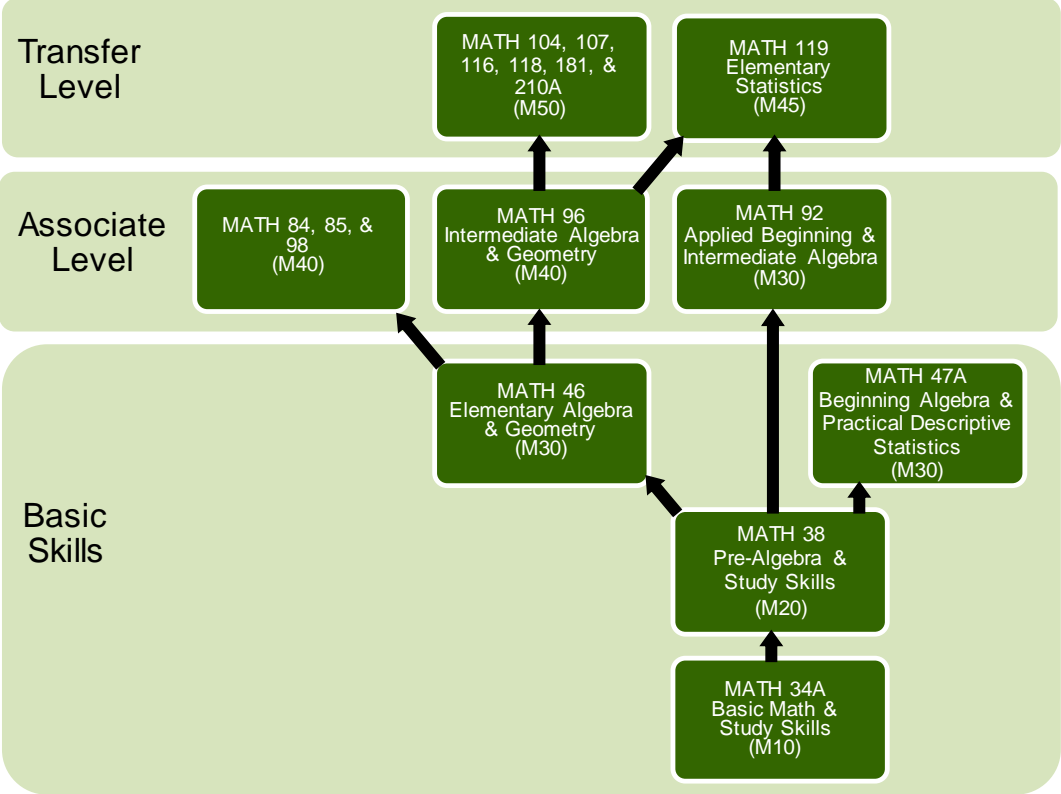 Transfer
Level
MATH 104, 107,
116, 118, 181, &
210A
(M50)
MATH 119
Elementary
Statistics
(M45)
Associate
Level
MATH 84, 85, &
98
(M40)
MATH 96
Intermediate Algebra
& Geometry
(M40)
MATH 92
Applied Beginning &
Intermediate Algebra
(M30)
Basic
Skills
MATH 46
Elementary Algebra
& Geometry
(M30)
MATH 47A
Beginning Algebra &
Practical Descriptive
Statistics
(M30)
MATH 38
Pre-Algebra &
Study Skills
(M20)
MATH 34A
Basic Math &
Study Skills
(M10)